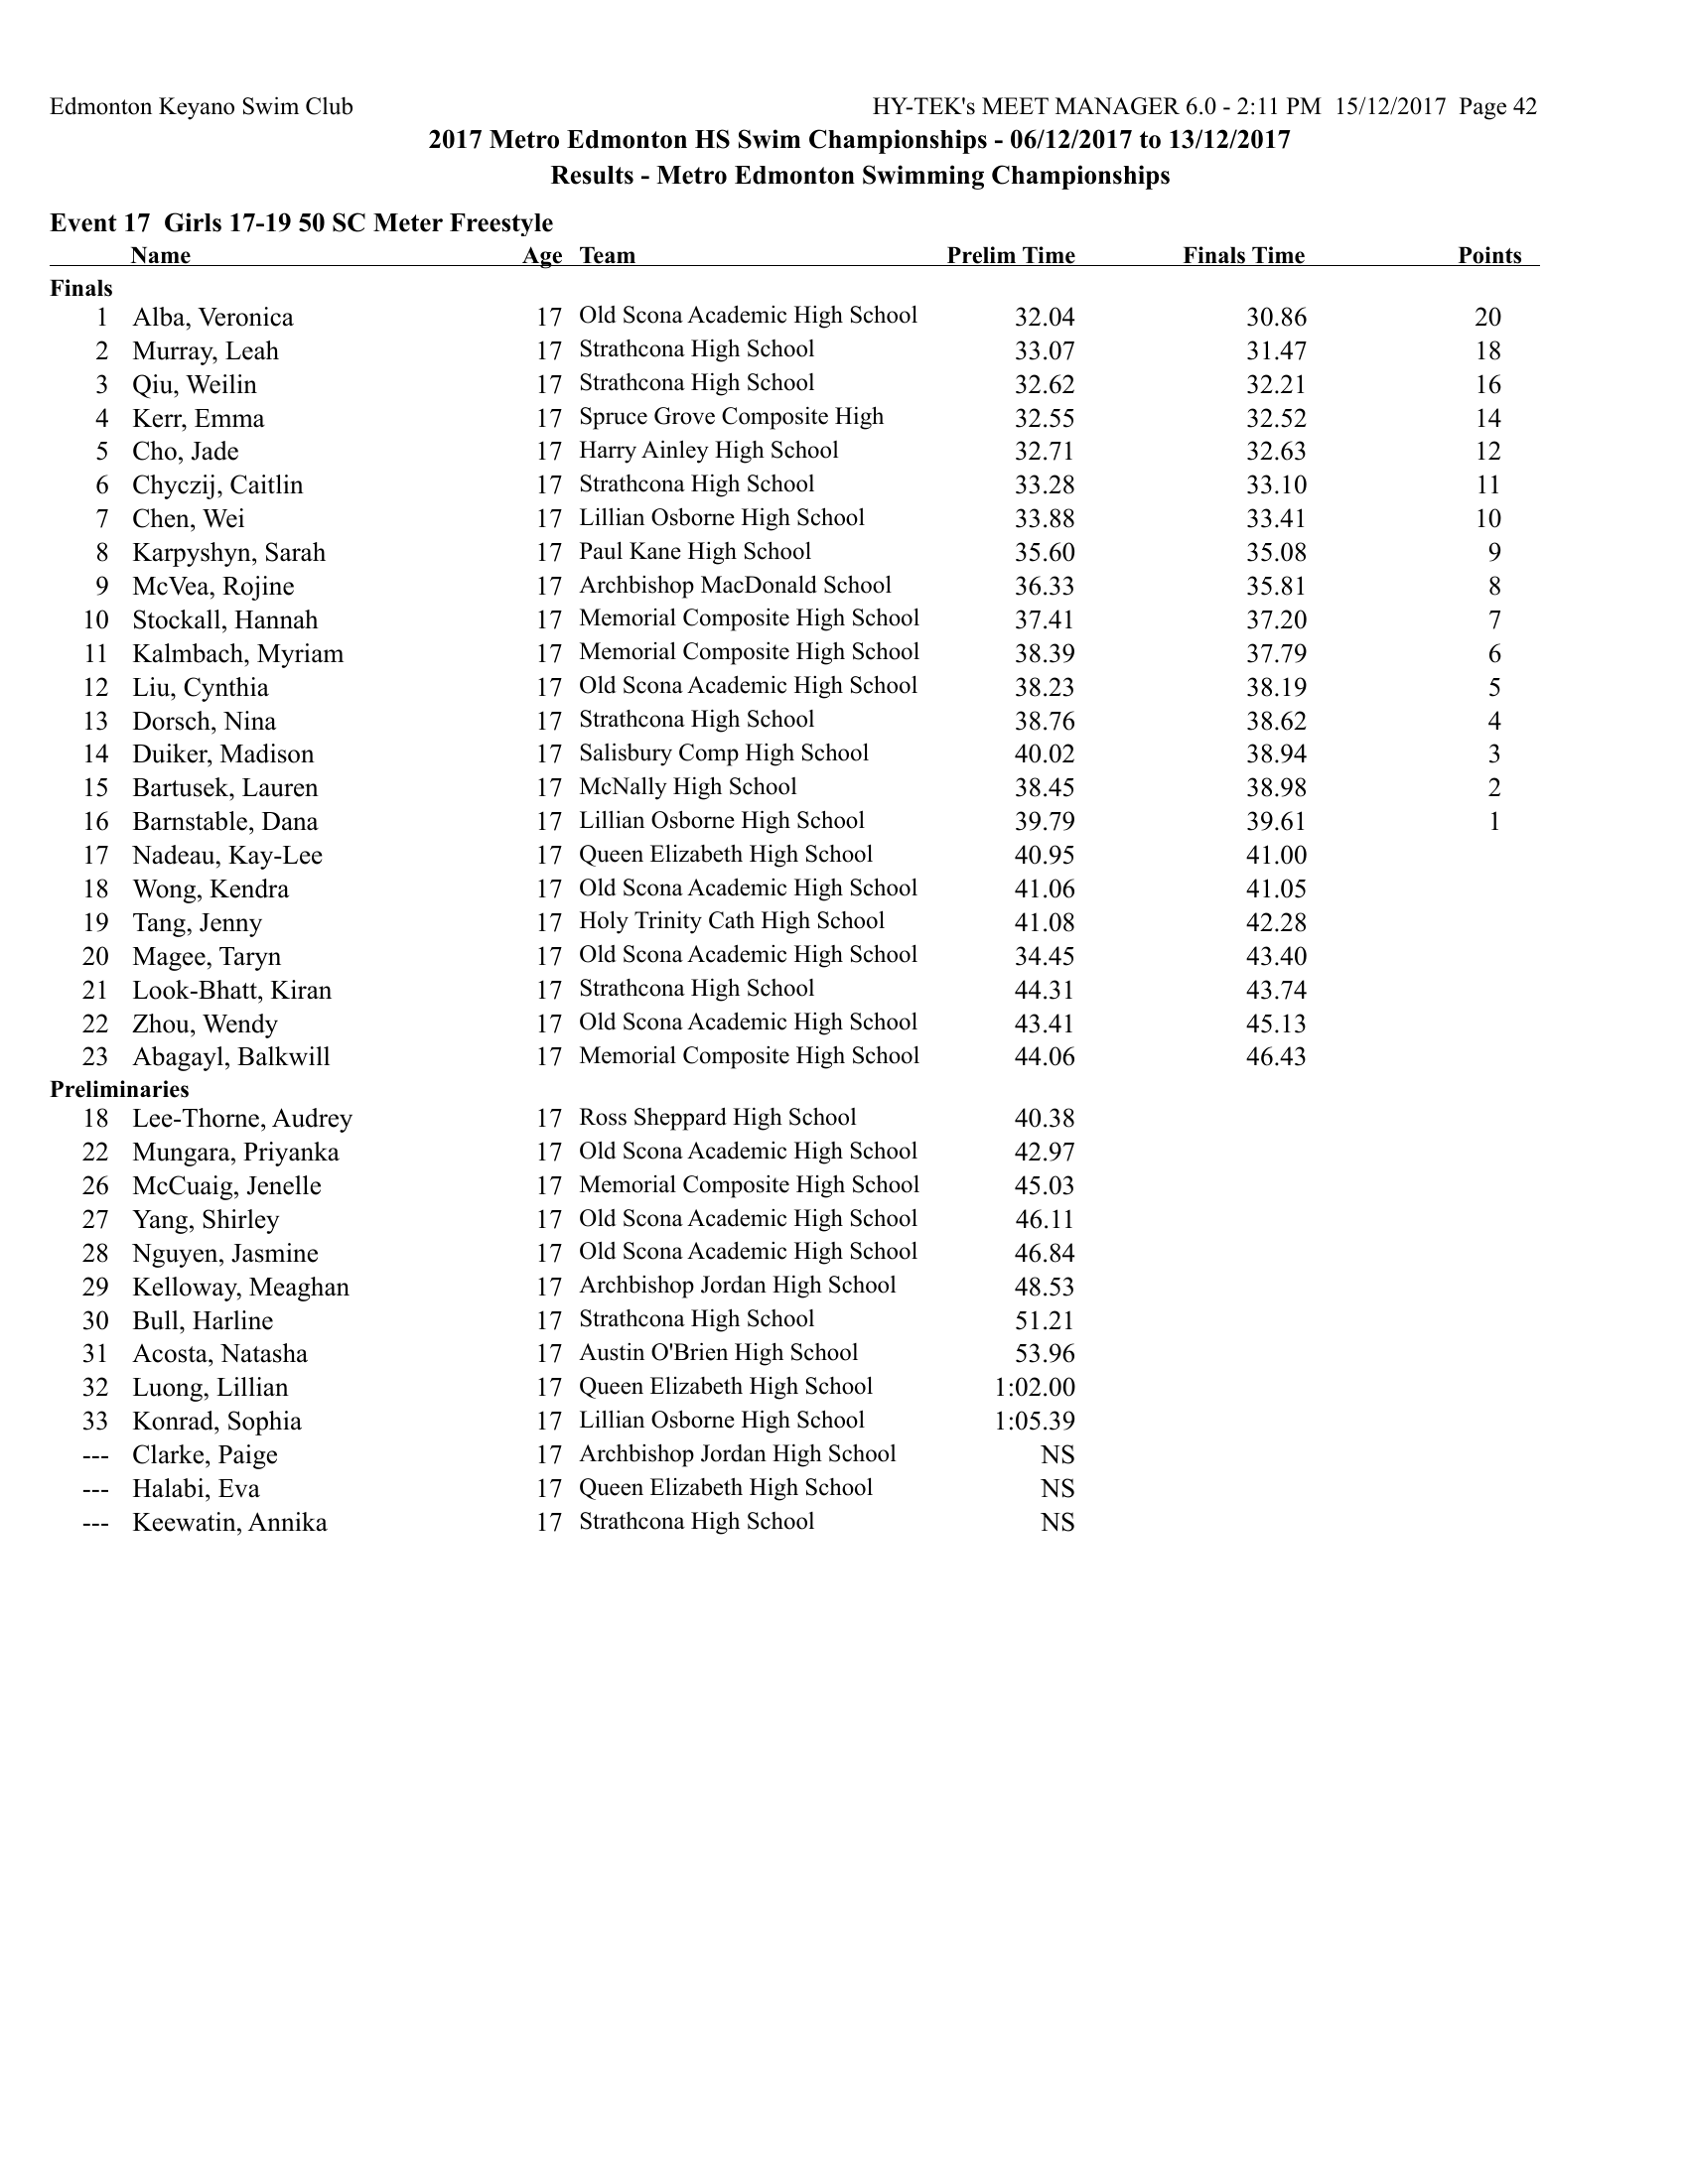 Edmonton Keyano Swim Club HY-TEK's MEET MANAGER 6.0 - 2:11 PM 15/12/2017 Page 42
2017 Metro Edmonton HS Swim Championships - 06/12/2017 to 13/12/2017
Results - Metro Edmonton Swimming Championships
Event 17 Girls 17-19 50 SC Meter Freestyle
Name Age Team Prelim Time Finals Time Points
Finals
1 Alba, Veronica 17 Old Scona Academic High School 32.04 30.86 20
2 Murray, Leah 17 Strathcona High School 33.07 31.47 18
3 Qiu, Weilin 17 Strathcona High School 32.62 32.21 16
4 Kerr, Emma 17 Spruce Grove Composite High 32.55 32.52 14
5 Cho, Jade 17 Harry Ainley High School 32.71 32.63 12
6 Chyczij, Caitlin 17 Strathcona High School 33.28 33.10 11
7 Chen, Wei 17 Lillian Osborne High School 33.88 33.41 10
8 Karpyshyn, Sarah 17 Paul Kane High School 35.60 35.08 9
9 McVea, Rojine 17 Archbishop MacDonald School 36.33 35.81 8
10 Stockall, Hannah 17 Memorial Composite High School 37.41 37.20 7
11 Kalmbach, Myriam 17 Memorial Composite High School 38.39 37.79 6
12 Liu, Cynthia 17 Old Scona Academic High School 38.23 38.19 5
13 Dorsch, Nina 17 Strathcona High School 38.76 38.62 4
14 Duiker, Madison 17 Salisbury Comp High School 40.02 38.94 3
15 Bartusek, Lauren 17 McNally High School 38.45 38.98 2
16 Barnstable, Dana 17 Lillian Osborne High School 39.79 39.61 1
17 Nadeau, Kay-Lee 17 Queen Elizabeth High School 40.95 41.00
18 Wong, Kendra 17 Old Scona Academic High School 41.06 41.05
19 Tang, Jenny 17 Holy Trinity Cath High School 41.08 42.28
20 Magee, Taryn 17 Old Scona Academic High School 34.45 43.40
21 Look-Bhatt, Kiran 17 Strathcona High School 44.31 43.74
22 Zhou, Wendy 17 Old Scona Academic High School 43.41 45.13
23 Abagayl, Balkwill 17 Memorial Composite High School 44.06 46.43
Preliminaries
18 Lee-Thorne, Audrey 17 Ross Sheppard High School 40.38
22 Mungara, Priyanka 17 Old Scona Academic High School 42.97
26 McCuaig, Jenelle 17 Memorial Composite High School 45.03
27 Yang, Shirley 17 Old Scona Academic High School 46.11
28 Nguyen, Jasmine 17 Old Scona Academic High School 46.84
29 Kelloway, Meaghan 17 Archbishop Jordan High School 48.53
30 Bull, Harline 17 Strathcona High School 51.21
31 Acosta, Natasha 17 Austin O'Brien High School 53.96
32 Luong, Lillian 17 Queen Elizabeth High School 1:02.00
33 Konrad, Sophia 17 Lillian Osborne High School 1:05.39
--- Clarke, Paige 17 Archbishop Jordan High School NS
--- Halabi, Eva 17 Queen Elizabeth High School NS
--- Keewatin, Annika 17 Strathcona High School NS